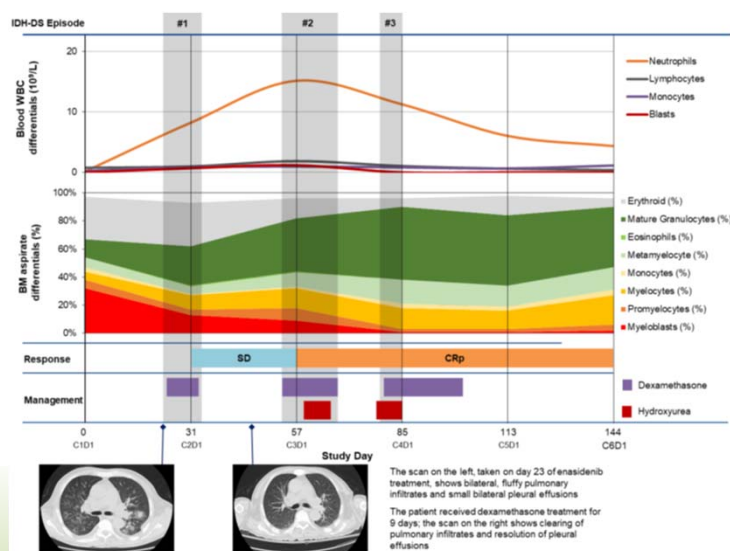 IDH-DS Episode #1 #2 #3
Blood WBC differentials (10⁹/L)
20
10
0
Neutrophils
Lymphocytes
Monocytes
Blasts
BM aspirate differentials (%)
100%
80%
60%
40%
20%
0%
Erythroid (%)
Mature Granulocytes (%)
Eosinophils (%)
Metamyelocyte (%)
Monocytes (%)
Myelocytes (%)
Promyelocytes (%)
Myeloblasts (%)
Response SD CRp
Management
Dexamethasone
Hydroxyurea
0 31 57 85 113 144
C1D1 C2D1 C3D1 C4D1 C5D1 C6D1
Study Day
The scan on the left, taken on day 23 of enasidenib
treatment, shows bilateral, fluffy pulmonary
infiltrates and small bilateral pleural effusions
The patient received dexamethasone treatment for
9 days; the scan on the right shows clearing of
pulmonary infiltrates and resolution of pleural
effusions